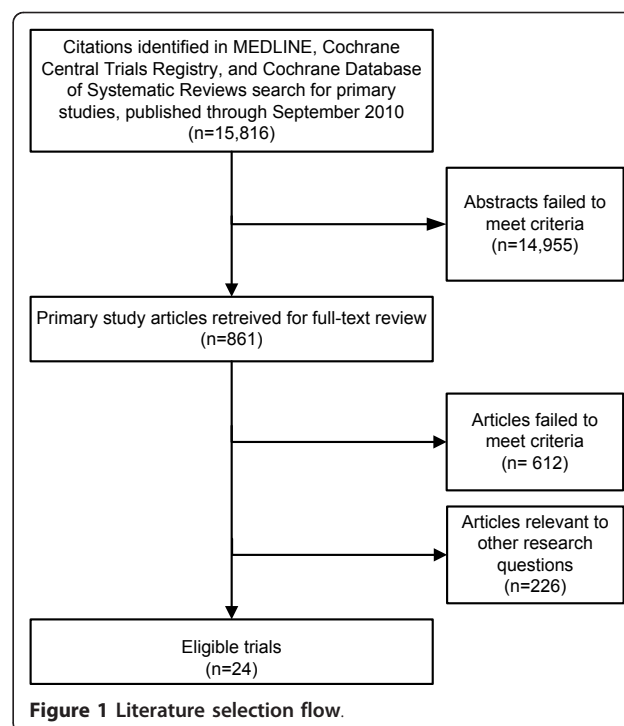 Citations identified in MEDLINE, Cochrane
Central Trials Registry, and Cochrane Database
of Systematic Reviews search for primary
studies, published through September 2010
(n=15,816)
Abstracts failed to
meet criteria
(n=14,955)
Primary study articles retreived for full-text review
(n=861)
Articles failed to
meet criteria
(n= 612)
Articles relevant to
other research
questions
(n=226)
Eligible trials
(n=24)
Figure 1 Literature selection flow.